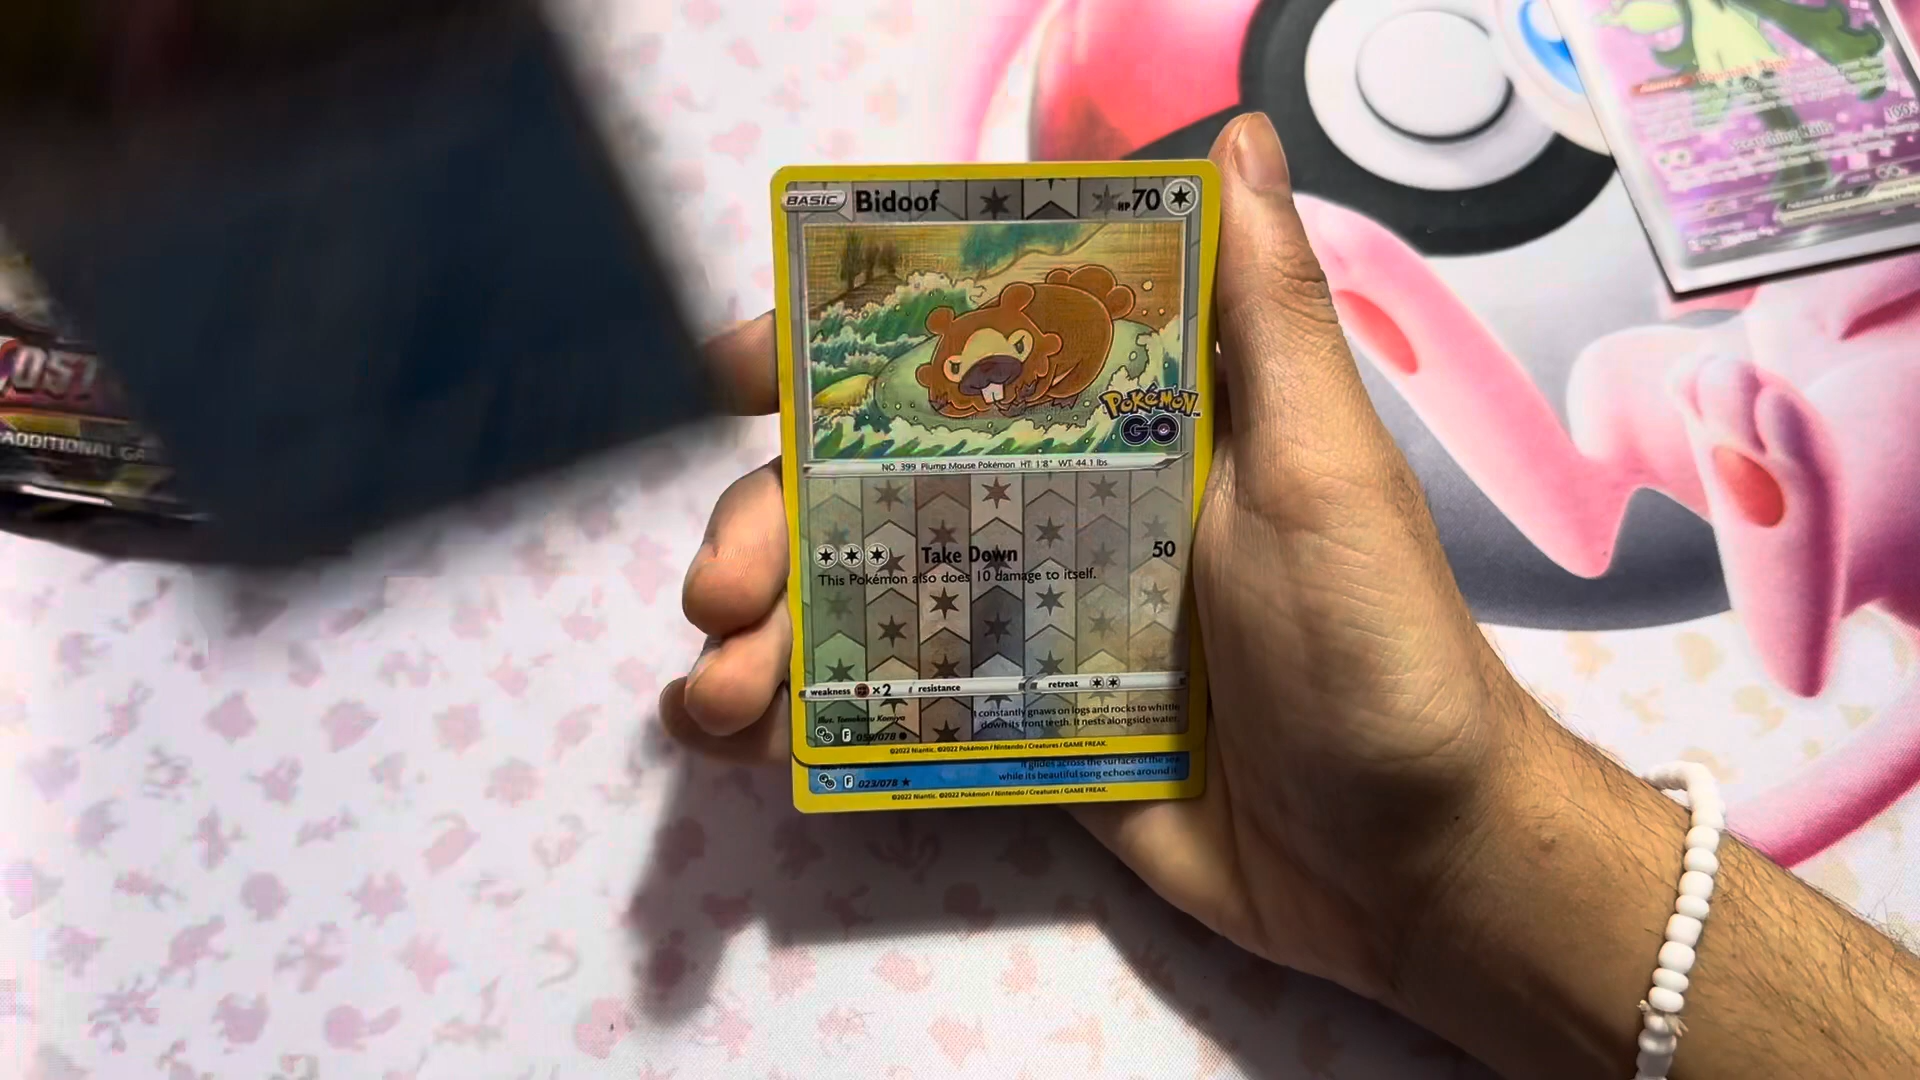 BASIC Bidoof HP 70
POKÉMON
GO
NO. 399 Plump Mouse Pokémon HT: 1'8" WT: 44.1 lbs
Take Down 50
This Pokémon also does 10 damage to itself.
weakness ×2 resistance retreat
Illus. Tomokazu Komiya
It constantly gnaws on logs and rocks to whittle
down its front teeth. It nests alongside water.
F /078
©2022 Niantic. ©2022 Pokémon / Nintendo / Creatures / GAME FREAK.
It glides across the surface of the sea
while its beautiful song echoes around it.
F 023/078
©2022 Niantic. ©2022 Pokémon / Nintendo / Creatures / GAME FREAK.
ADDITIONAL GA
Scratching Nails 100